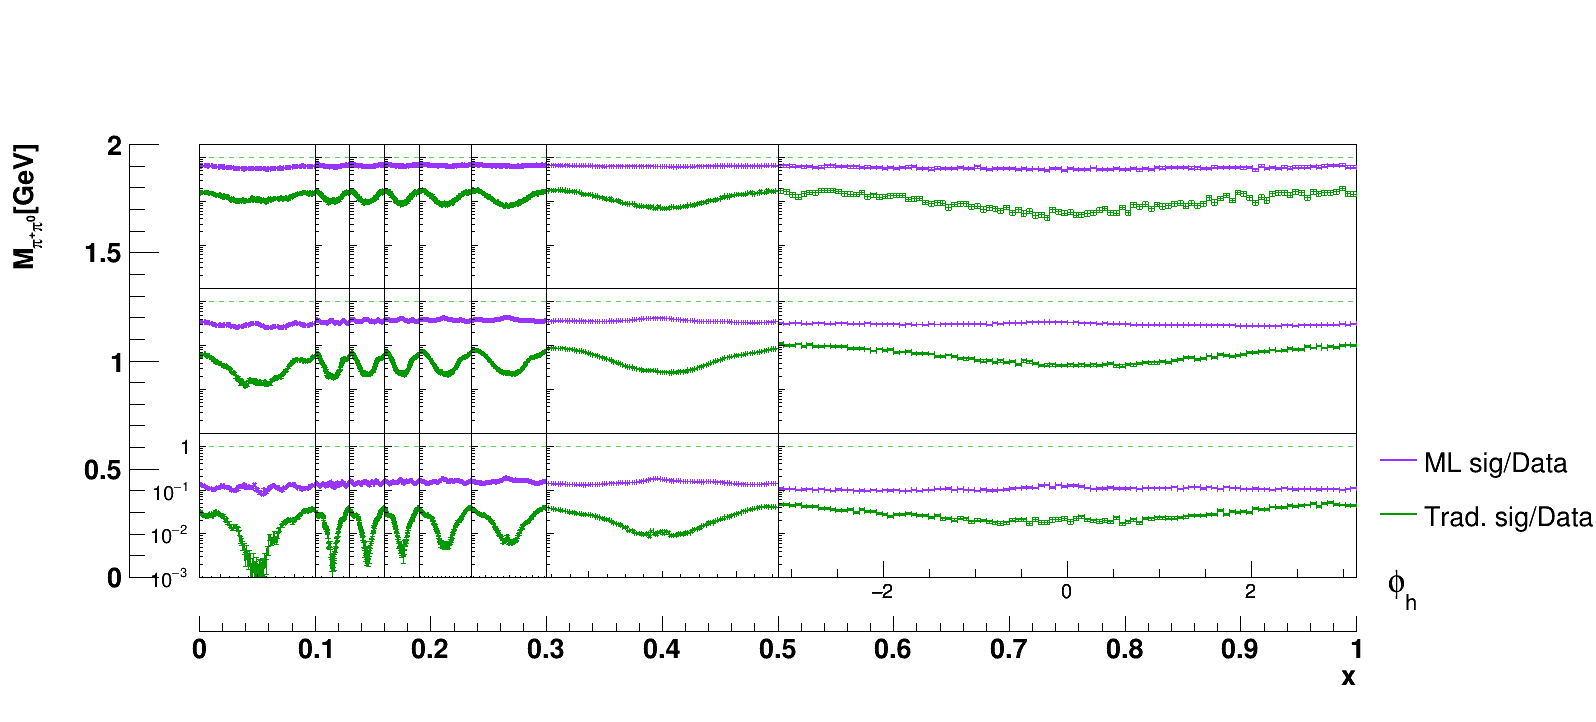 M_{π⁺π⁰}[GeV]
2
1.5
1
0.5
0
1
10⁻¹
10⁻²
10⁻³
−2 0 2
ϕ_h
0 0.1 0.2 0.3 0.4 0.5 0.6 0.7 0.8 0.9 1
x
ML sig/Data
Trad. sig/Data